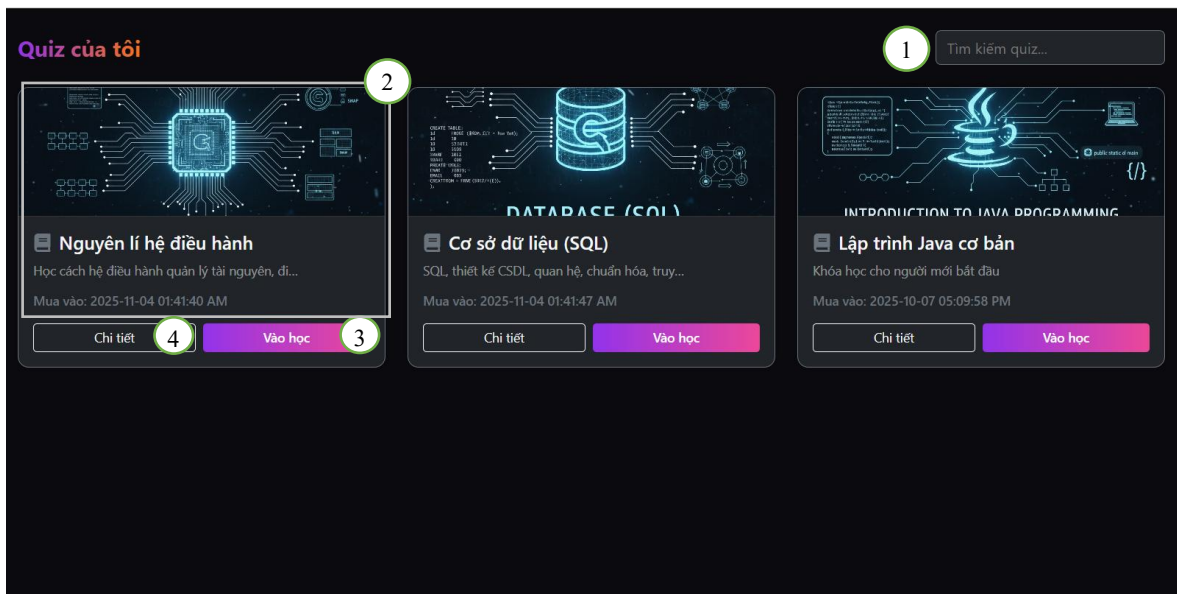 Quiz của tôi
1
Tìm kiếm quiz...
2
DATABASE (SQL)
INTRODUCTION TO JAVA PROGRAMMING
Nguyên lí hệ điều hành
Học cách hệ điều hành quản lý tài nguyên, đi...
Mua vào: 2025-11-04 01:41:40 AM
Chi tiết
4
Vào học
3
Cơ sở dữ liệu (SQL)
SQL, thiết kế CSDL, quan hệ, chuẩn hóa, truy...
Mua vào: 2025-11-04 01:41:47 AM
Chi tiết
Vào học
Lập trình Java cơ bản
Khóa học cho người mới bắt đầu
Mua vào: 2025-10-07 05:09:58 PM
Chi tiết
Vào học